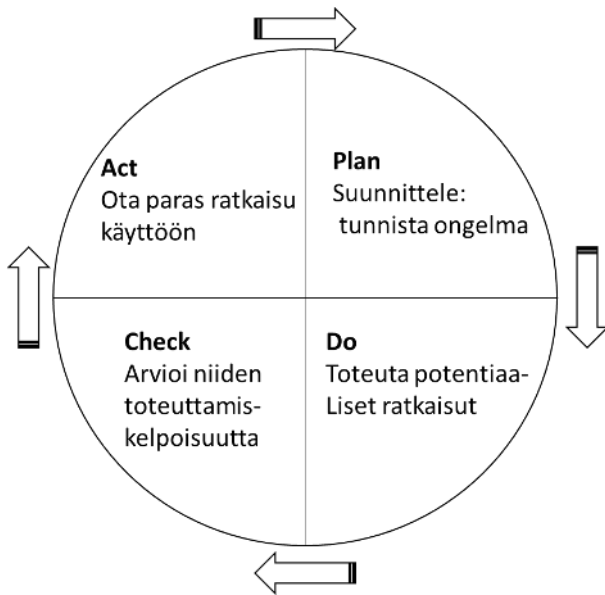 Act
Ota paras ratkaisu
käyttöön
Plan
Suunnittele:
tunnista ongelma
Check
Arvioi niiden
toteuttamis-
kelpoisuutta
Do
Toteuta potentiaa-
Liset ratkaisut